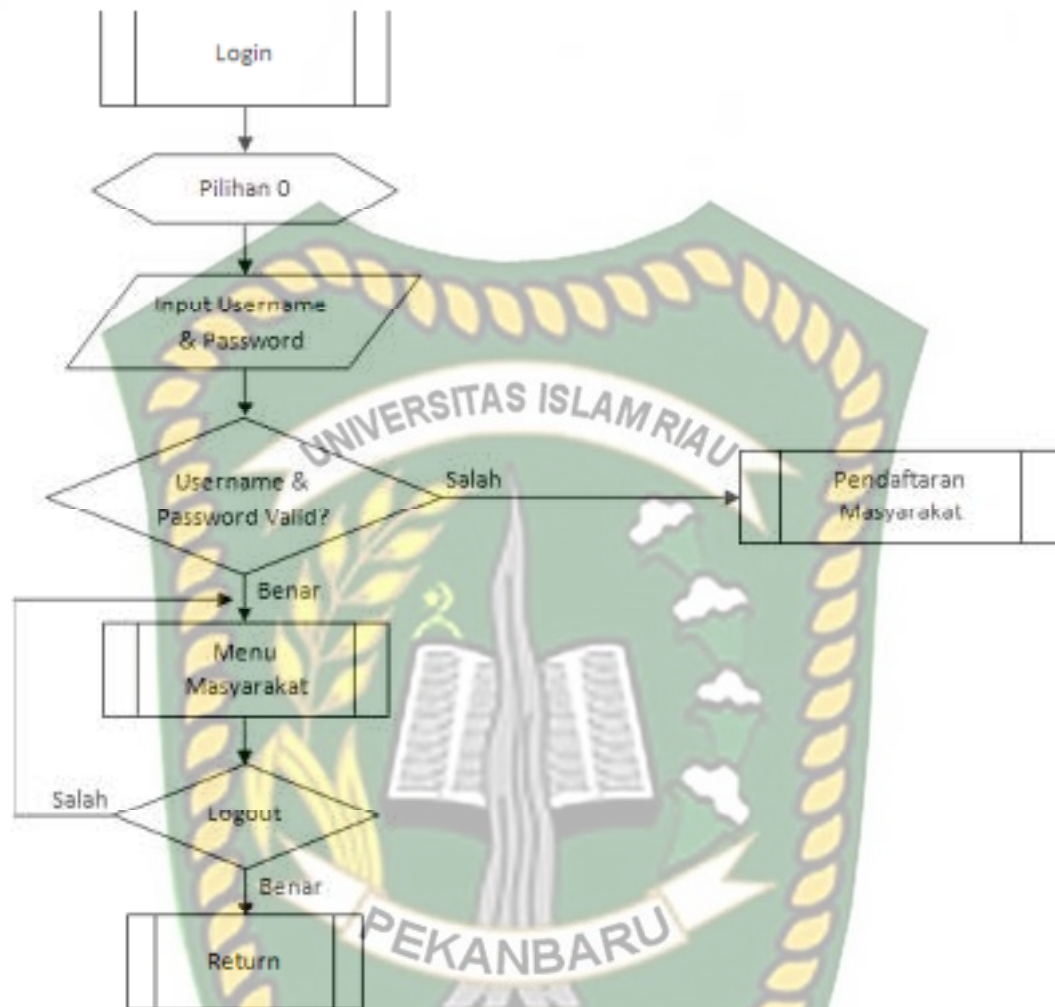 Login
Pilihan 0
Input Username
& Password
UNIVERSITAS ISLAM RIAU
Username &
Password Valid?
Salah
Pendaftaran
Masyarakat
Benar
Menu
Masyarakat
Salah
Logout
Benar
PEKANBARU
Return